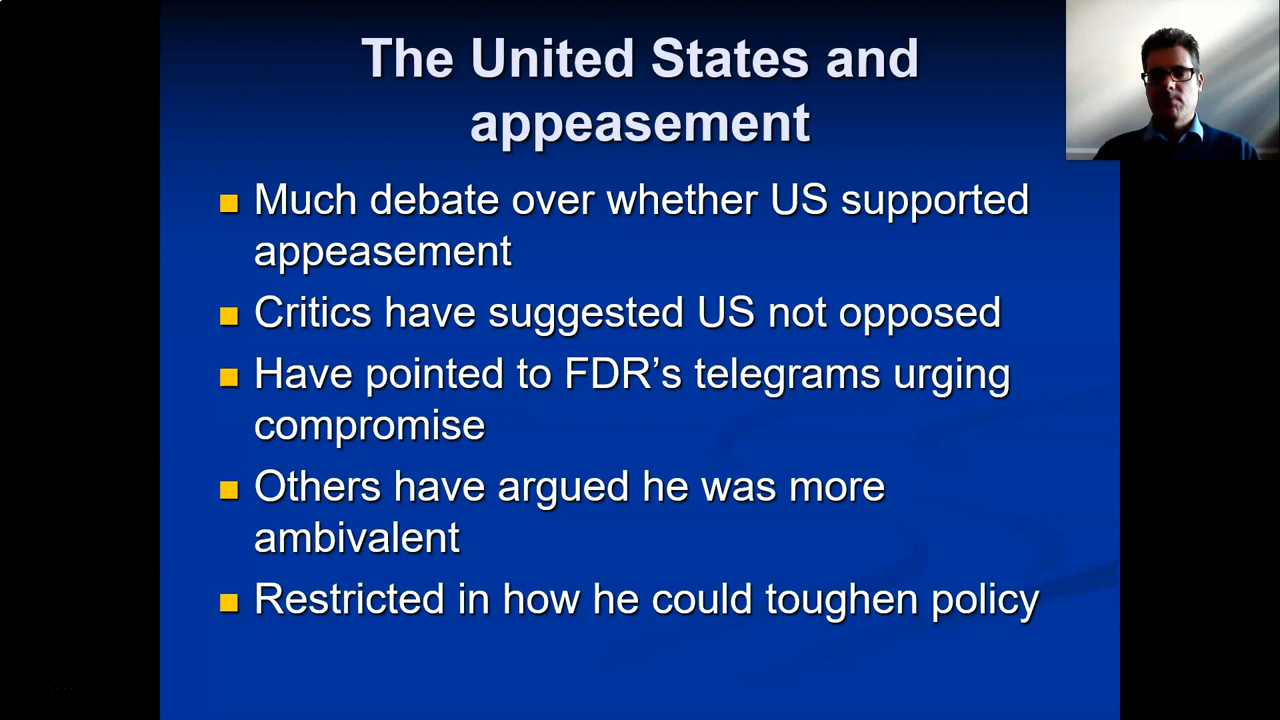 The United States and
appeasement
Much debate over whether US supported
appeasement
Critics have suggested US not opposed
Have pointed to FDR’s telegrams urging
compromise
Others have argued he was more
ambivalent
Restricted in how he could toughen policy